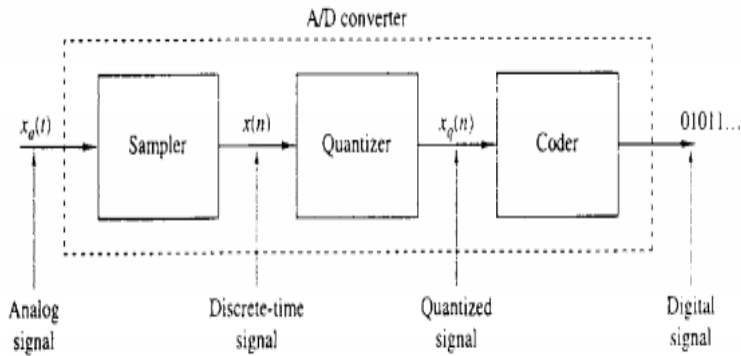 A/D converter
xa(t)
x(n)
xq(n)
01011...
Sampler
Quantizer
Coder
Analog
signal
Discrete-time
signal
Quantized
signal
Digital
signal